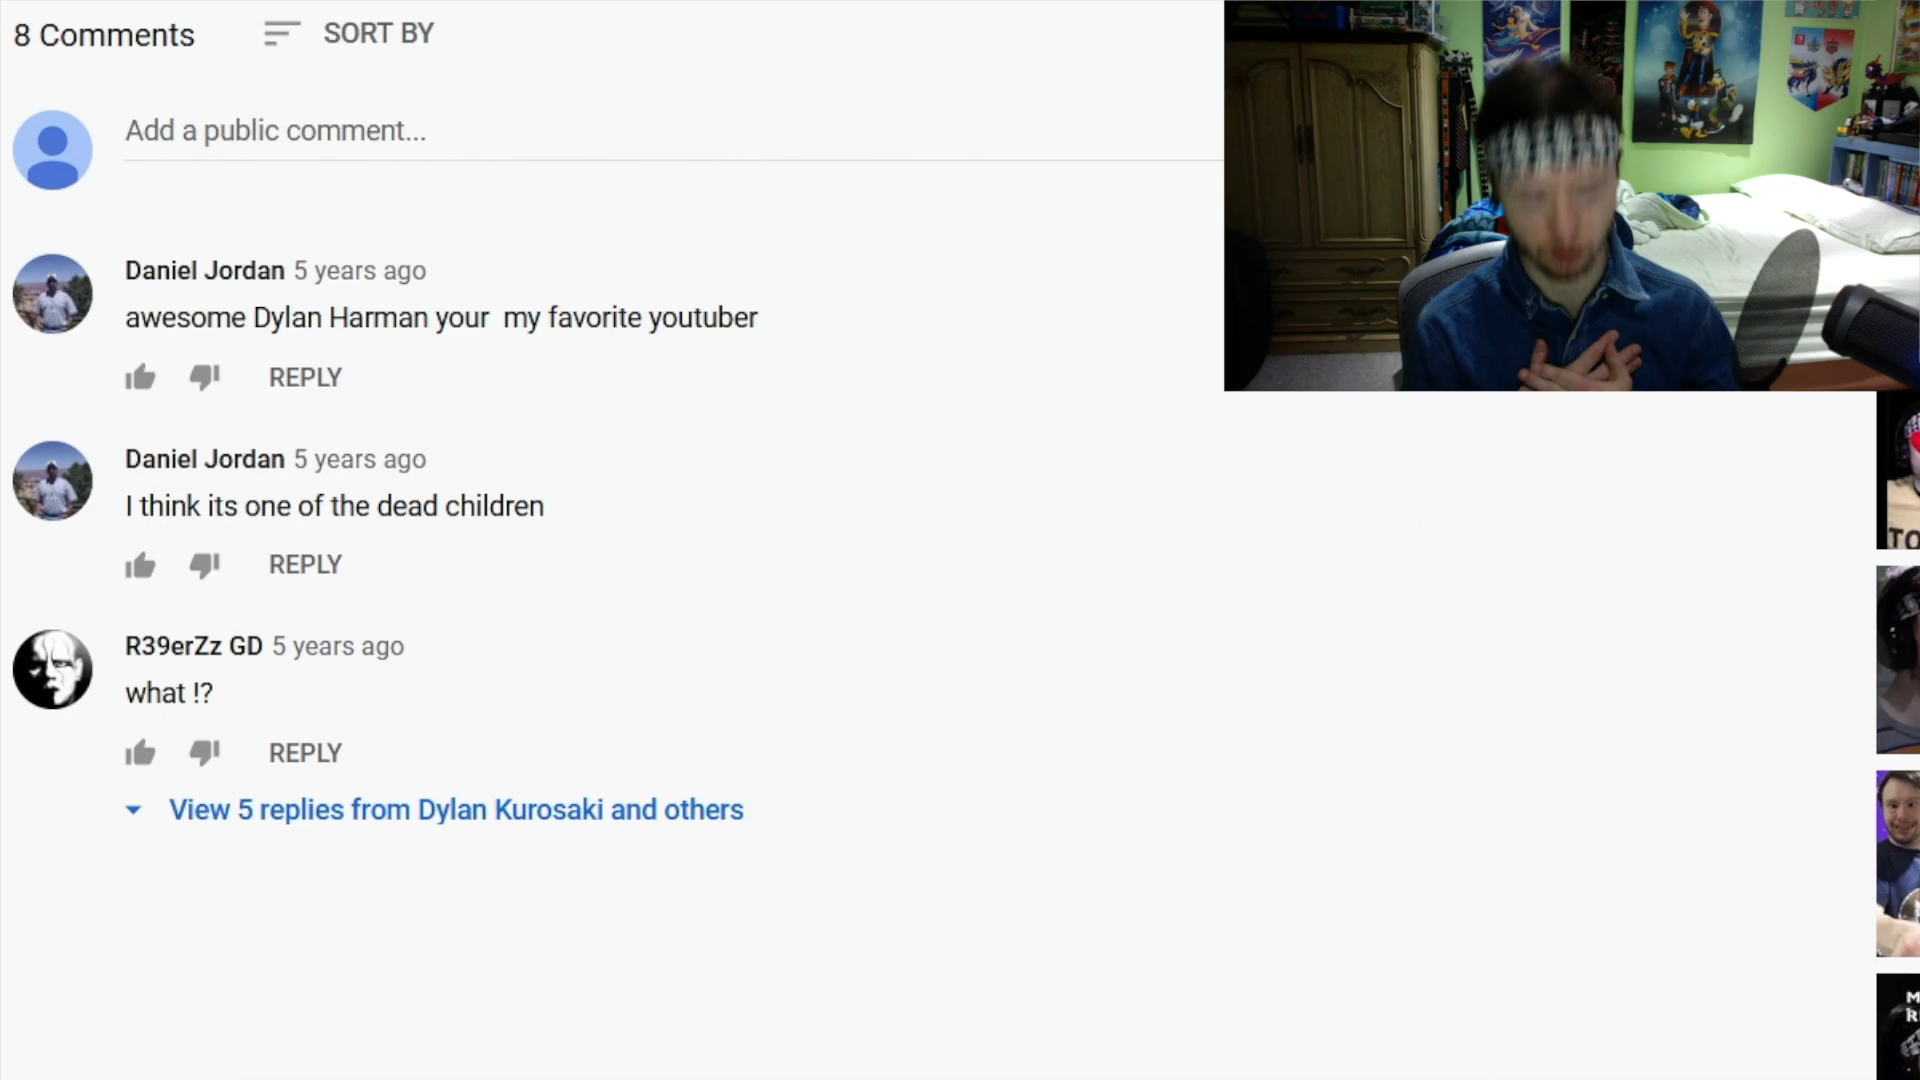 8 Comments
SORT BY
Add a public comment...
Daniel Jordan 5 years ago
awesome Dylan Harman your  my favorite youtuber
REPLY
Daniel Jordan 5 years ago
I think its one of the dead children
REPLY
R39erZz GD 5 years ago
what !?
REPLY
View 5 replies from Dylan Kurosaki and others
TO
M
R